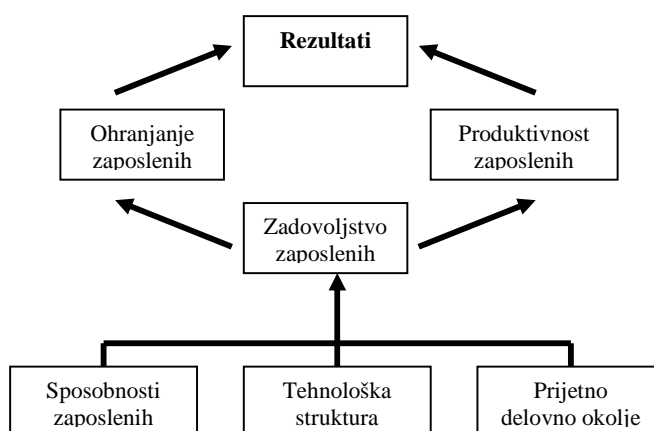 Rezultati
Ohranjanje
zaposlenih
Produktivnost
zaposlenih
Zadovoljstvo
zaposlenih
Sposobnosti
zaposlenih
Tehnološka
struktura
Prijetno
delovno okolje